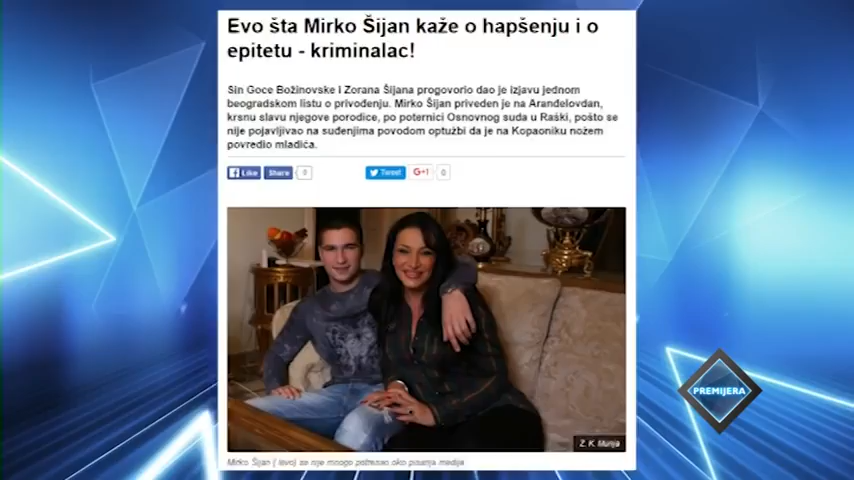 Evo šta Mirko Šijan kaže o hapšenju i o
epitetu - kriminalac!
Sin Goce Božinovske i Zorana Šijana progovorio dao je izjavu jednom
beogradskom listu o privođenju. Mirko Šijan priveden je na Aranđelovdan,
krsnu slavu njegove porodice, po poternici Osnovnog suda u Raški, pošto se
nije pojavljivao na suđenjima povodom optužbi da je na Kopaoniku nožem
povredio mladića.
Like Share 0 Tweet G+1 0
PREMIJERA
Z. K. Munja
Mirko Šijan ( levo) se nije mnogo potresao oko pisanja medija